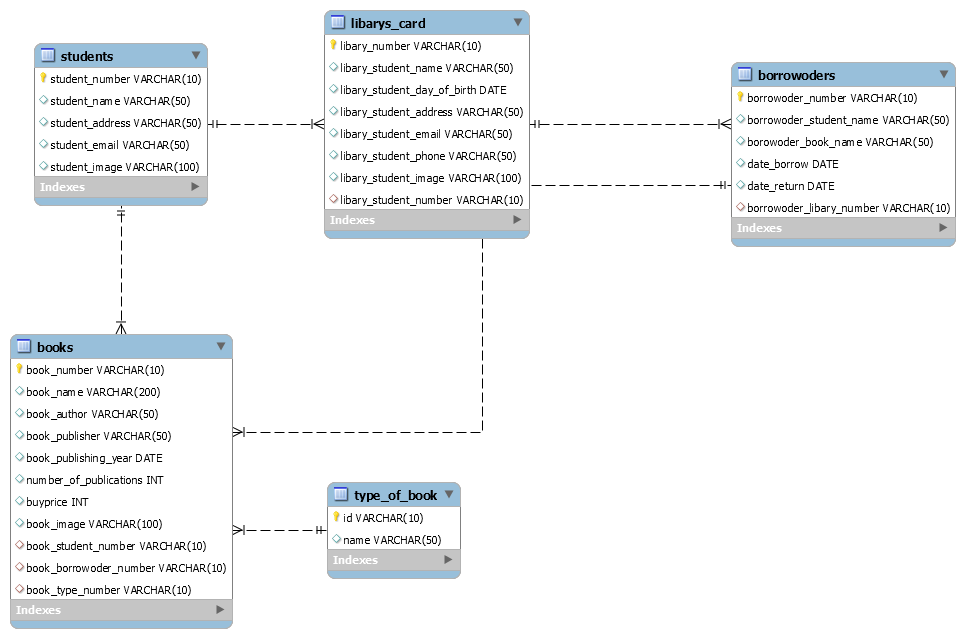 students
student_number VARCHAR(10)
student_name VARCHAR(50)
student_address VARCHAR(50)
student_email VARCHAR(50)
student_image VARCHAR(100)
Indexes
libarys_card
libary_number VARCHAR(10)
libary_student_name VARCHAR(50)
libary_student_day_of_birth DATE
libary_student_address VARCHAR(50)
libary_student_email VARCHAR(50)
libary_student_phone VARCHAR(50)
libary_student_image VARCHAR(100)
libary_student_number VARCHAR(10)
Indexes
borrowoders
borrowoder_number VARCHAR(10)
borrowoder_student_name VARCHAR(50)
borowoder_book_name VARCHAR(50)
date_borrow DATE
date_return DATE
borrowoder_libary_number VARCHAR(10)
Indexes
books
book_number VARCHAR(10)
book_name VARCHAR(200)
book_author VARCHAR(50)
book_publisher VARCHAR(50)
book_publishing_year DATE
number_of_publications INT
buyprice INT
book_image VARCHAR(100)
book_student_number VARCHAR(10)
book_borrowoder_number VARCHAR(10)
book_type_number VARCHAR(10)
Indexes
type_of_book
id VARCHAR(10)
name VARCHAR(50)
Indexes